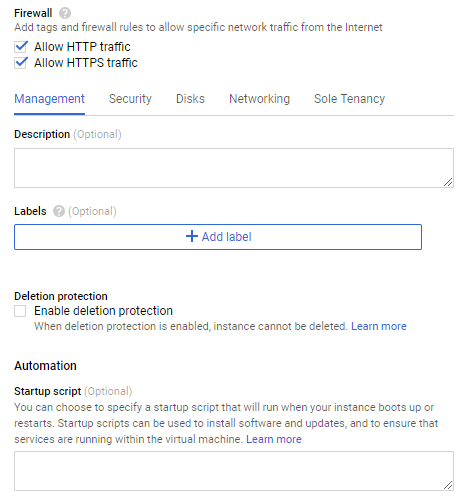 Firewall ?
Add tags and firewall rules to allow specific network traffic from the Internet
Allow HTTP traffic
Allow HTTPS traffic
Management Security Disks Networking Sole Tenancy
Description (Optional)
Labels ? (Optional)
+ Add label
Deletion protection
Enable deletion protection
When deletion protection is enabled, instance cannot be deleted. Learn more
Automation
Startup script (Optional)
You can choose to specify a startup script that will run when your instance boots up or
restarts. Startup scripts can be used to install software and updates, and to ensure that
services are running within the virtual machine. Learn more